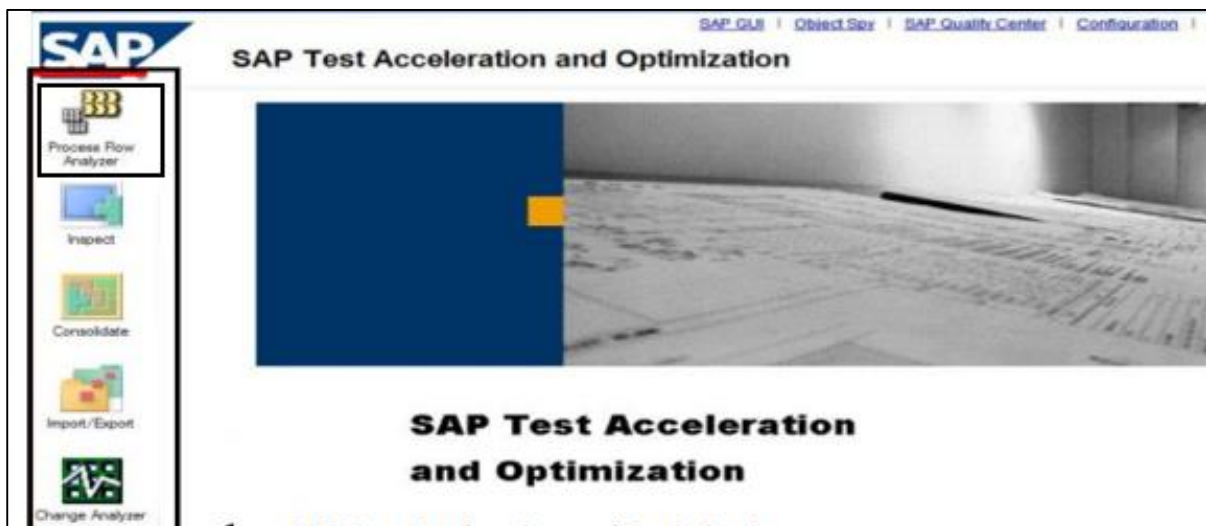 SAP GUI | Object Spy | SAP Quality Center | Configuration |
SAP
SAP Test Acceleration and Optimization
Process Flow
Analyzer
Inspect
Consolidate
Import/Export
Change Analyzer
SAP Test Acceleration
and Optimization